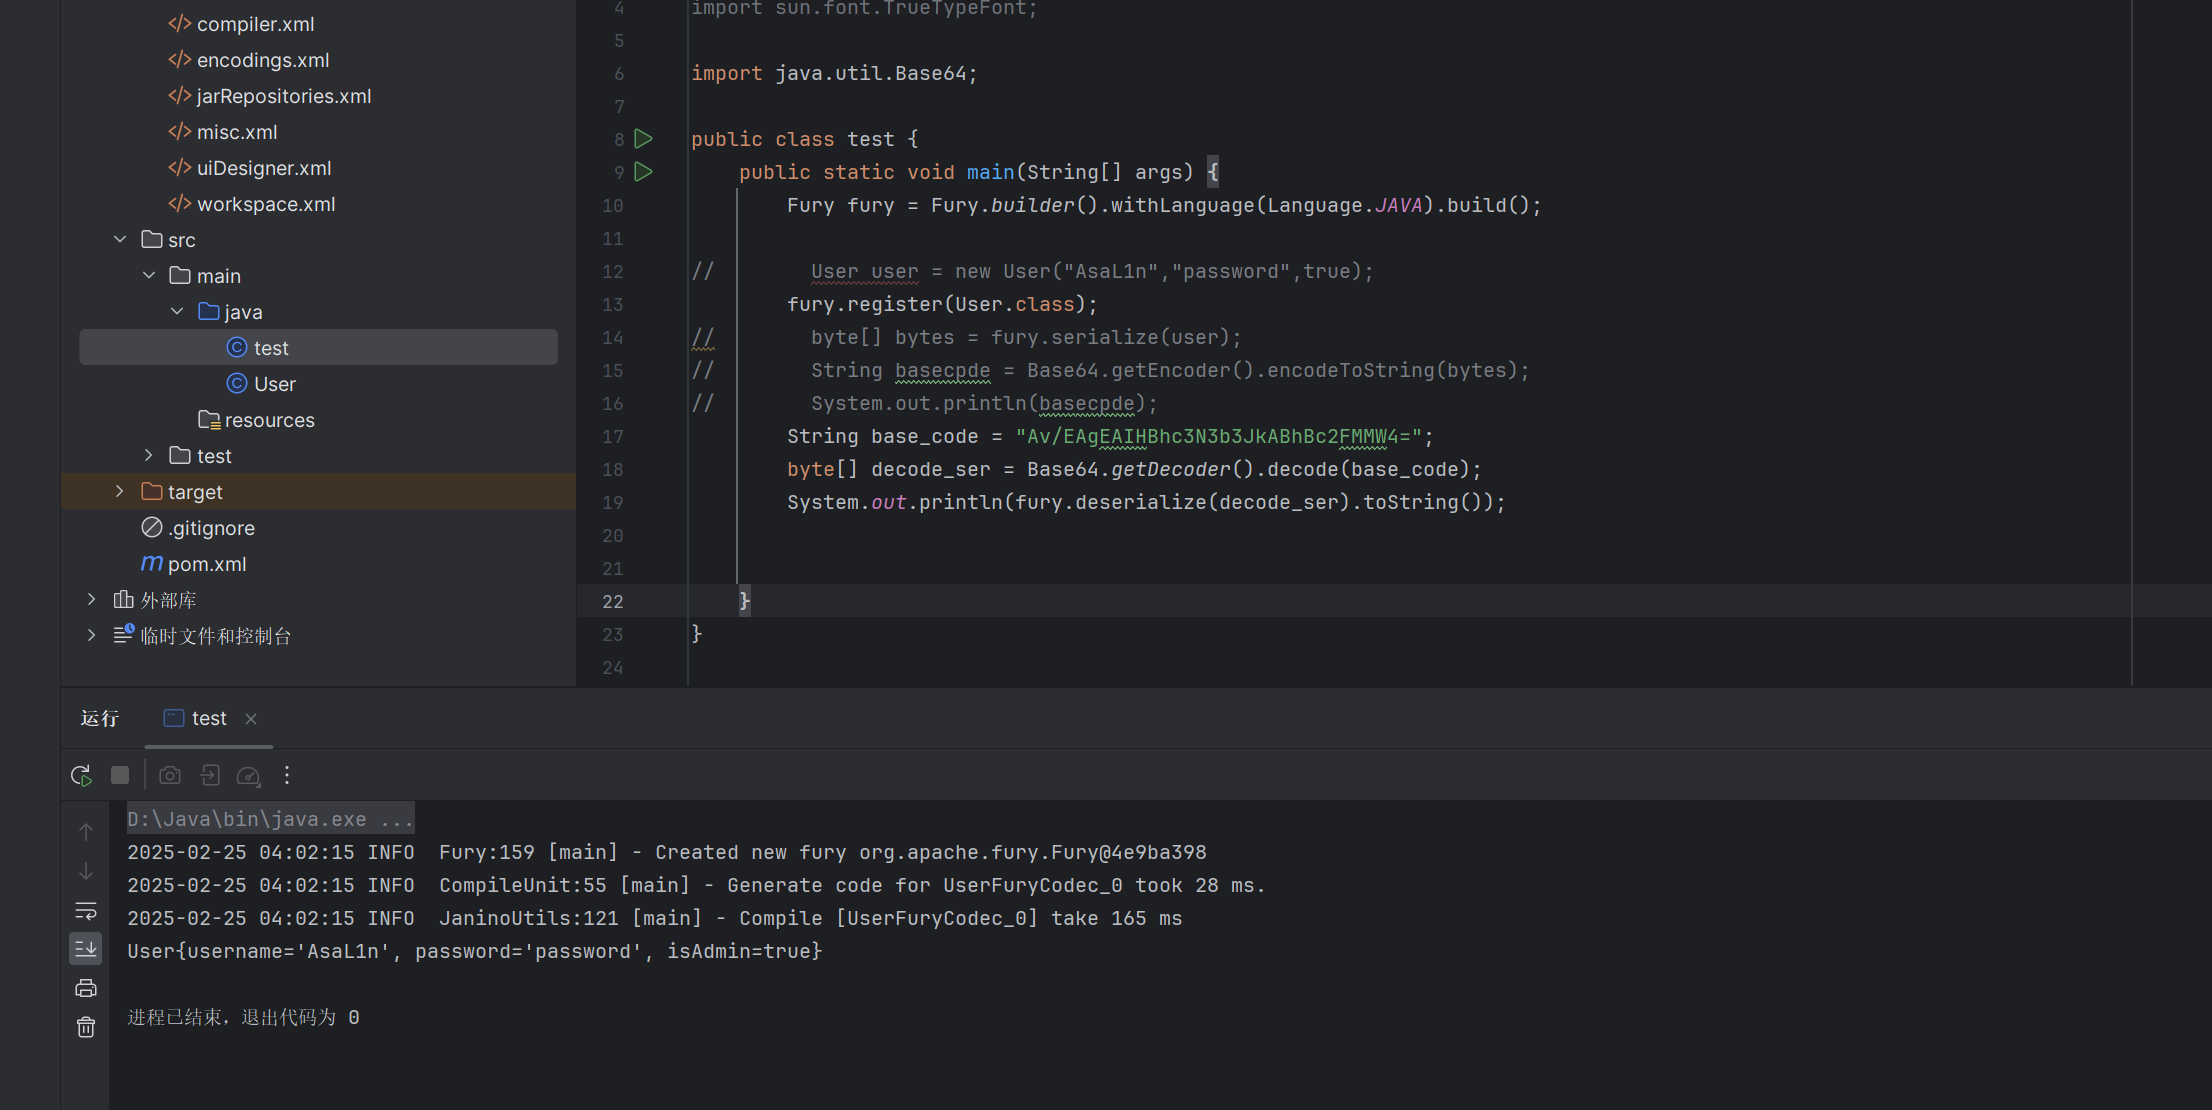 compiler.xml
encodings.xml
jarRepositories.xml
misc.xml
uiDesigner.xml
workspace.xml
src
main
java
test
User
resources
test
target
.gitignore
pom.xml
外部库
临时文件和控制台
4 import sun.font.TrueTypeFont;
5
6 import java.util.Base64;
7
8 public class test {
9     public static void main(String[] args) {
10         Fury fury = Fury.builder().withLanguage(Language.JAVA).build();
11
12 //        User user = new User("AsaL1n","password",true);
13         fury.register(User.class);
14 //        byte[] bytes = fury.serialize(user);
15 //        String basecpde = Base64.getEncoder().encodeToString(bytes);
16 //        System.out.println(basecpde);
17         String base_code = "Av/EAgEAIHBhc3N3b3JkABhBc2FMMW4=";
18         byte[] decode_ser = Base64.getDecoder().decode(base_code);
19         System.out.println(fury.deserialize(decode_ser).toString());
20
21
22     }
23 }
24
运行 test
D:\Java\bin\java.exe ...
2025-02-25 04:02:15 INFO  Fury:159 [main] - Created new fury org.apache.fury.Fury@4e9ba398
2025-02-25 04:02:15 INFO  CompileUnit:55 [main] - Generate code for UserFuryCodec_0 took 28 ms.
2025-02-25 04:02:15 INFO  JaninoUtils:121 [main] - Compile [UserFuryCodec_0] take 165 ms
User{username='AsaL1n', password='password', isAdmin=true}
进程已结束，退出代码为 0